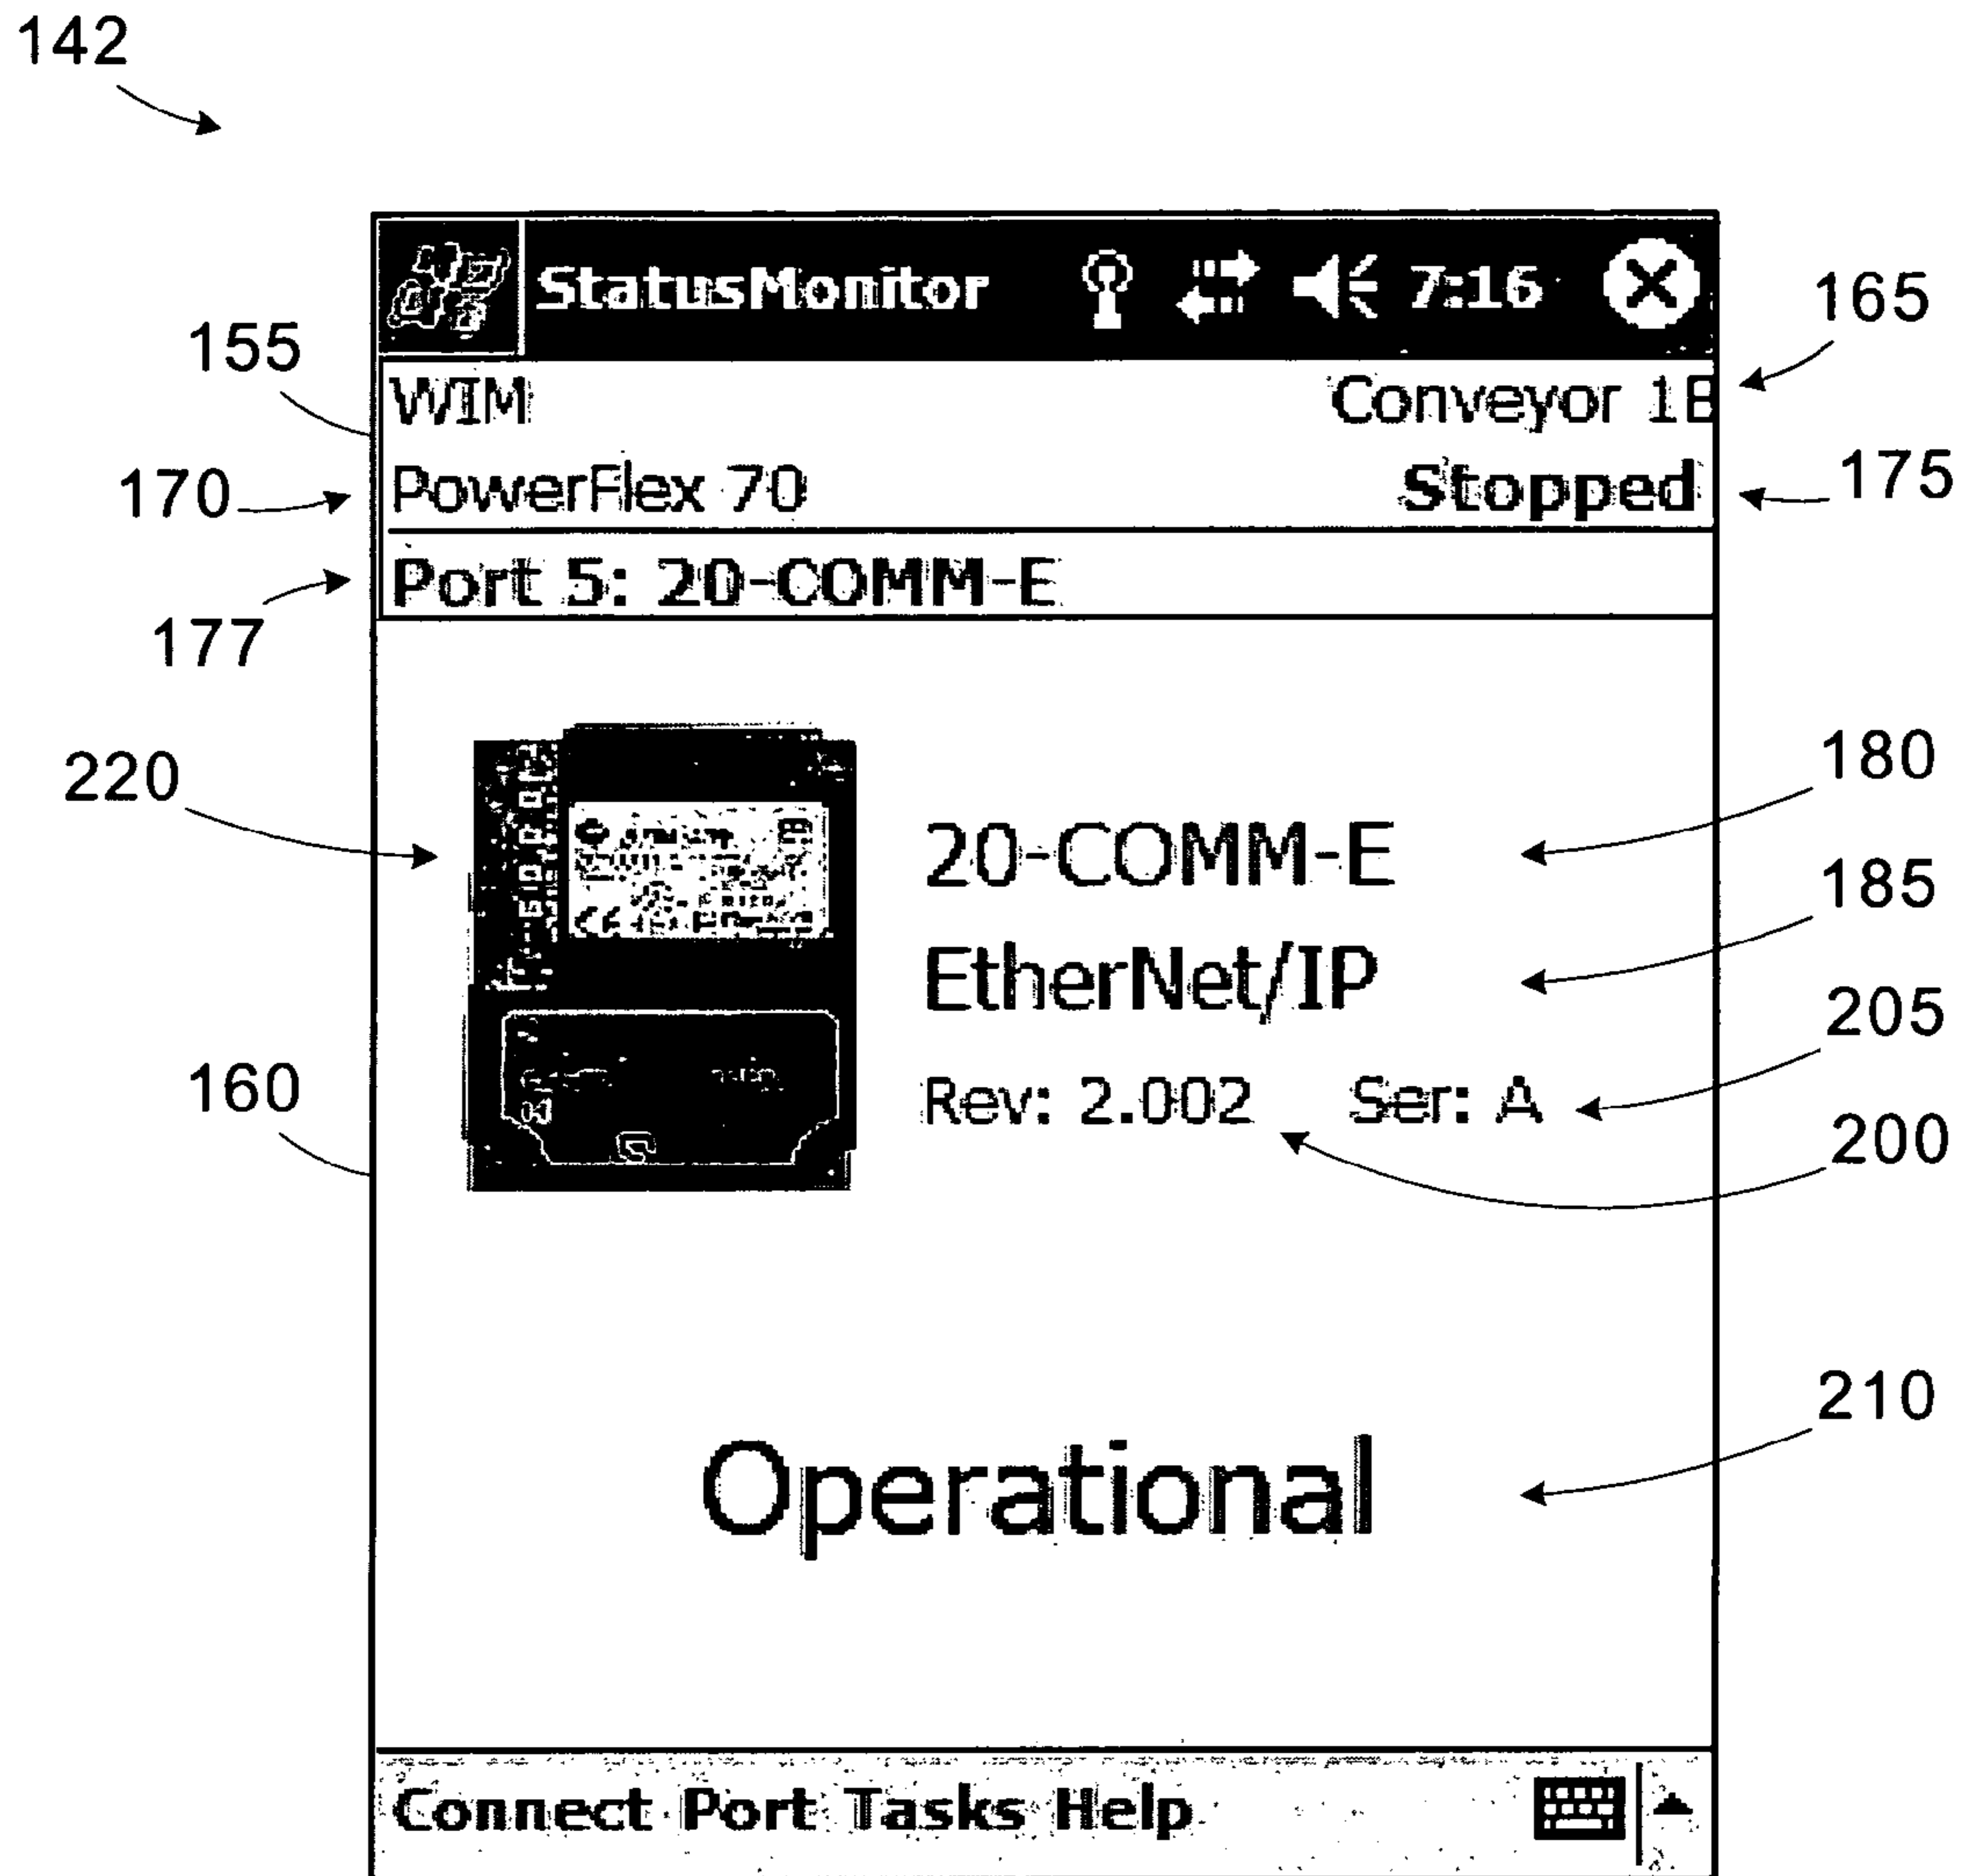 142
StatusMonitor 7:16
165
155
WIM Conveyor 1B
170 PowerFlex 70 Stopped 175
Port 5: 20-COMM-E
177
220
180
20-COMM-E
185
EtherNet/IP
205
160
Rev: 2.002 Ser: A
200
210
Operational
Connect Port Tasks Help